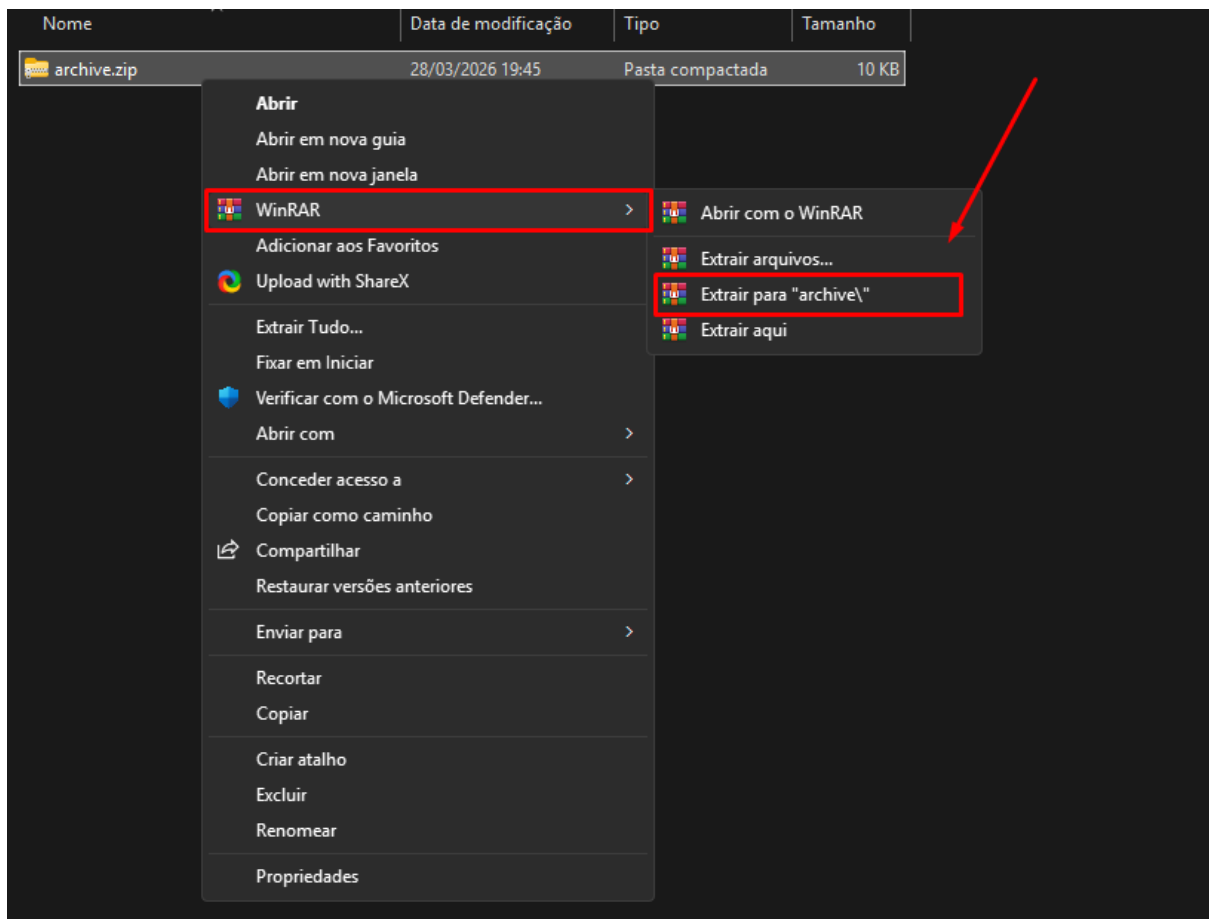 Nome Data de modificação Tipo Tamanho
archive.zip 28/03/2026 19:45 Pasta compactada 10 KB
Abrir
Abrir em nova guia
Abrir em nova janela
WinRAR
Adicionar aos Favoritos
Upload with ShareX
Extrair Tudo...
Fixar em Iniciar
Verificar com o Microsoft Defender...
Abrir com
Conceder acesso a
Copiar como caminho
Compartilhar
Restaurar versões anteriores
Enviar para
Recortar
Copiar
Criar atalho
Excluir
Renomear
Propriedades
Abrir com o WinRAR
Extrair arquivos...
Extrair para "archive\"
Extrair aqui